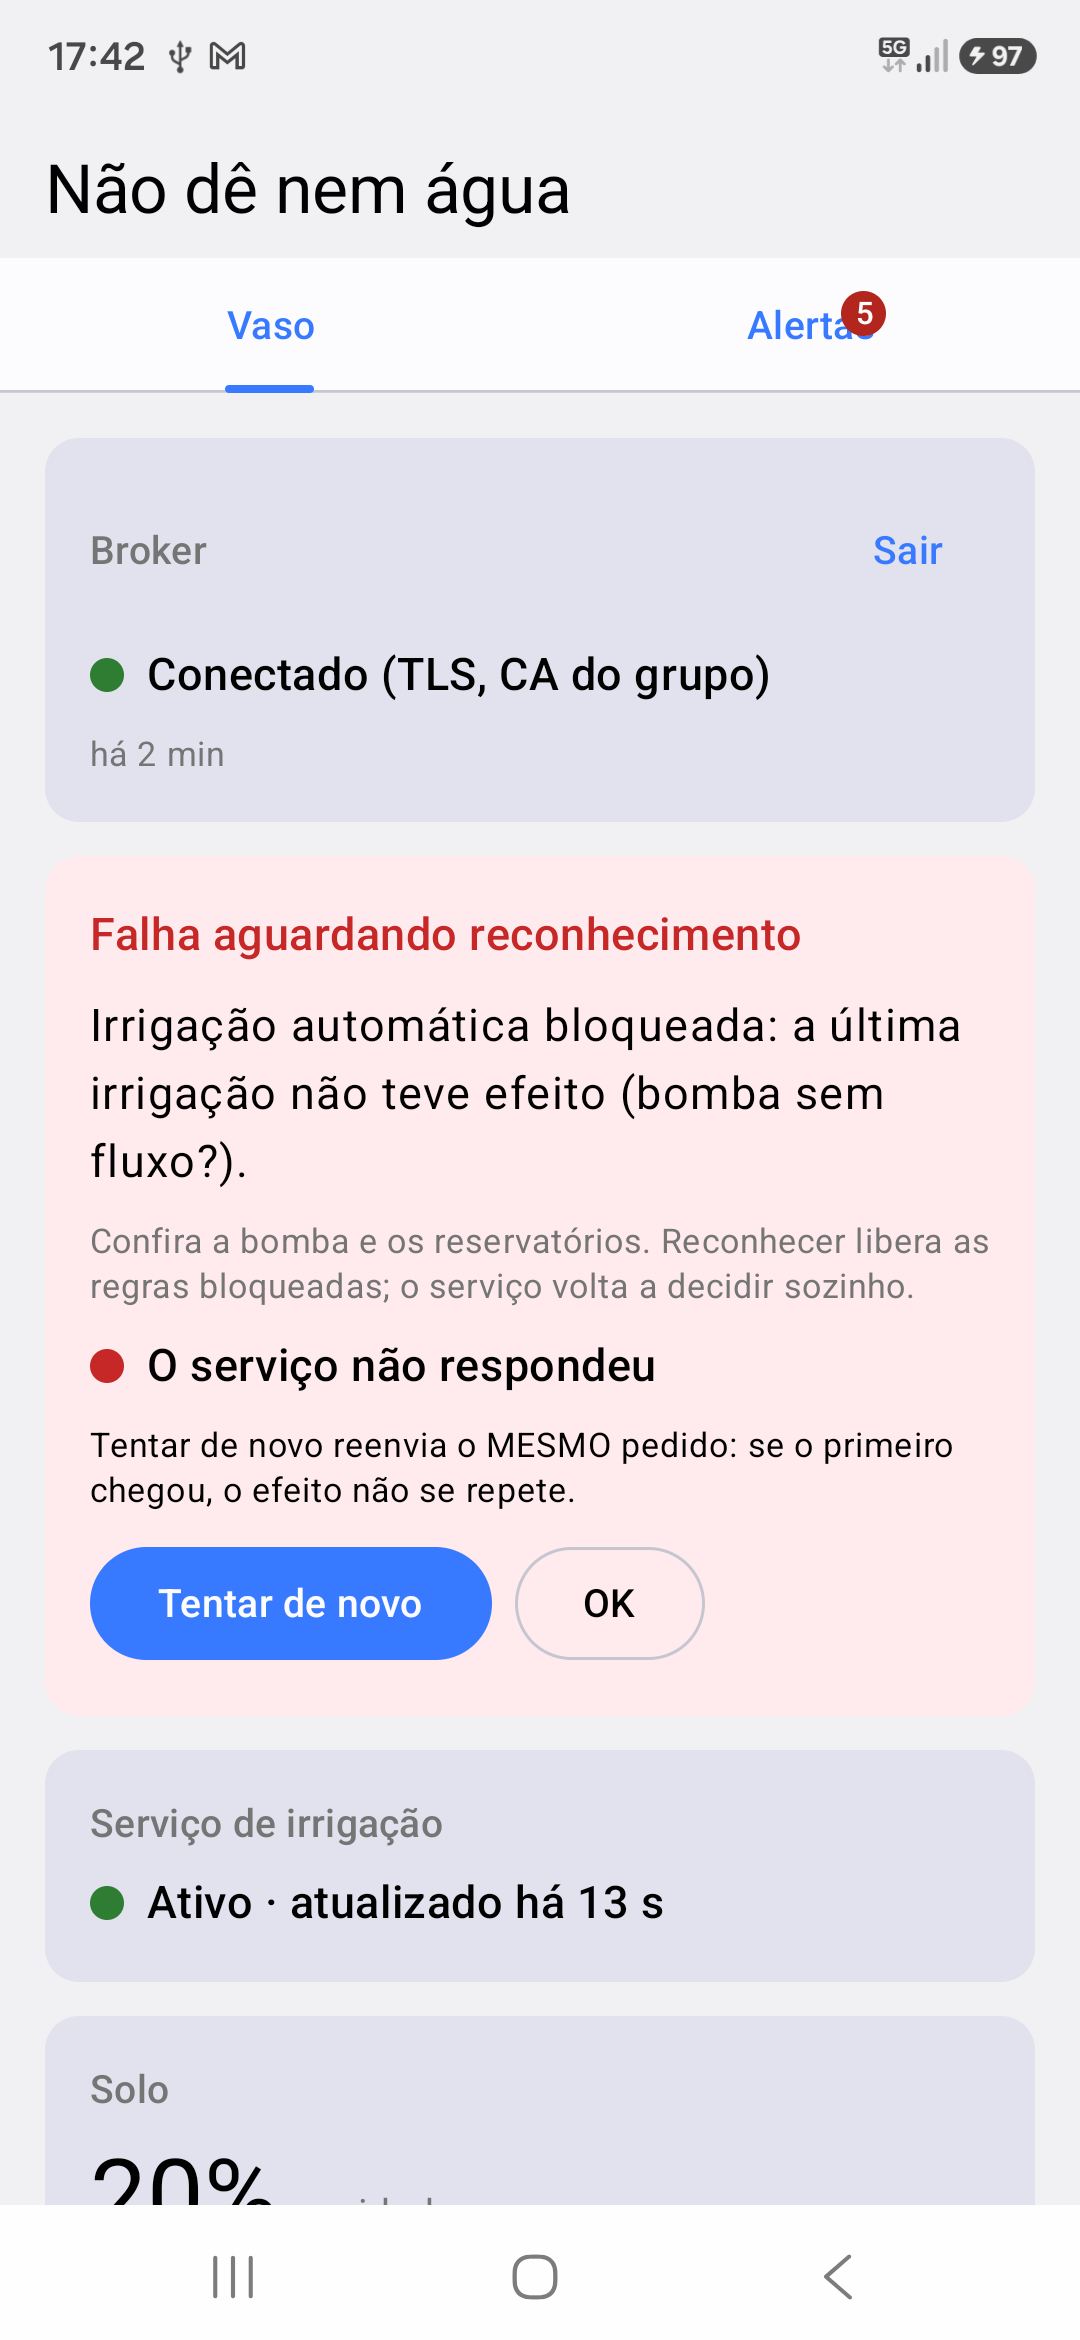 17:42
5G
97
Não dê nem água
Vaso
5
Broker
Sair
Conectado (TLS, CA do grupo)
há 2 min
Falha aguardando reconhecimento
Irrigação automática bloqueada: a última
irrigação não teve efeito (bomba sem
fluxo?).
Confira a bomba e os reservatórios. Reconhecer libera as
regras bloqueadas; o serviço volta a decidir sozinho.
O serviço não respondeu
Tentar de novo reenvia o MESMO pedido: se o primeiro
chegou, o efeito não se repete.
Tentar de novo
OK
Serviço de irrigação
Ativo · atualizado há 13 s
Solo
20%